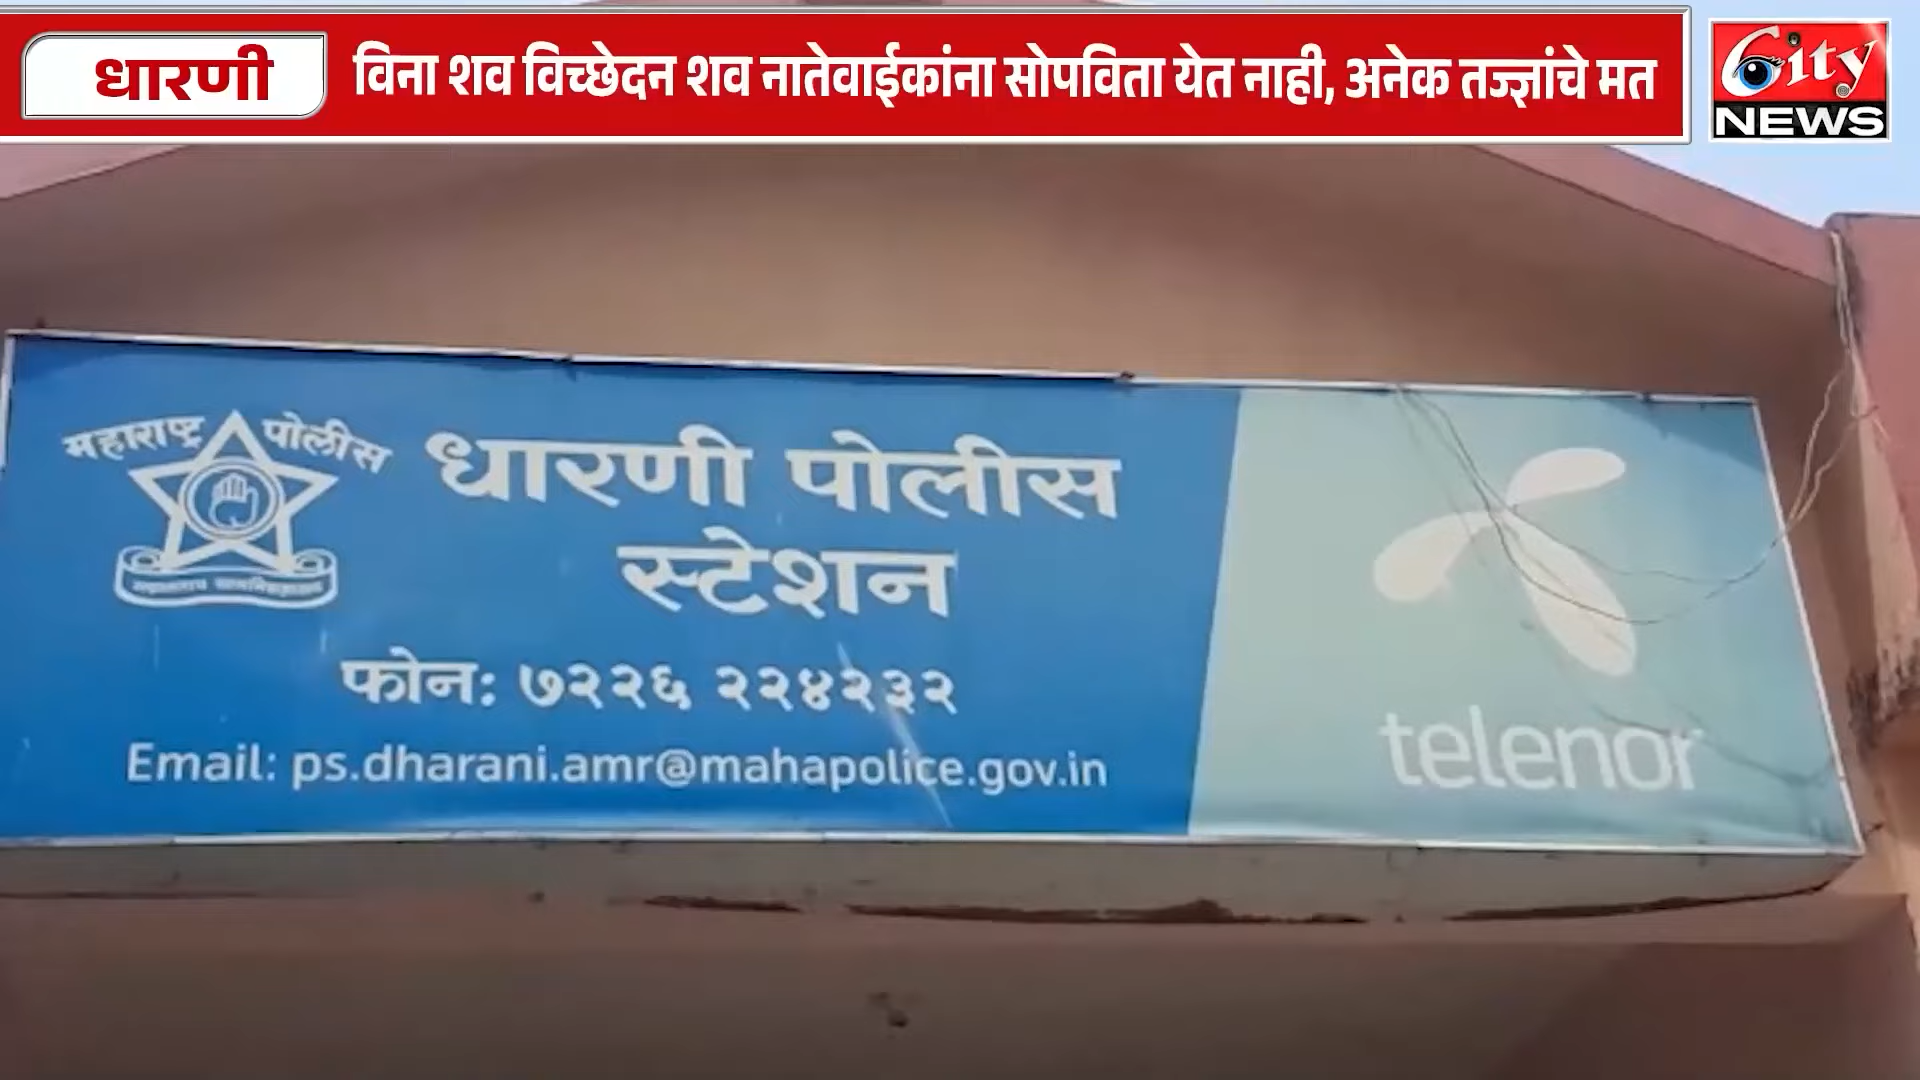 धारणी
विना शव विच्छेदन शव नातेवाईकांना सोपविता येत नाही, अनेक तज्ज्ञांचे मत
City
NEWS
महाराष्ट्र पोलीस
धारणी पोलीस
स्टेशन
फोन: ७२२६ २२४२३२
Email: ps.dharani.amr@mahapolice.gov.in
telenor